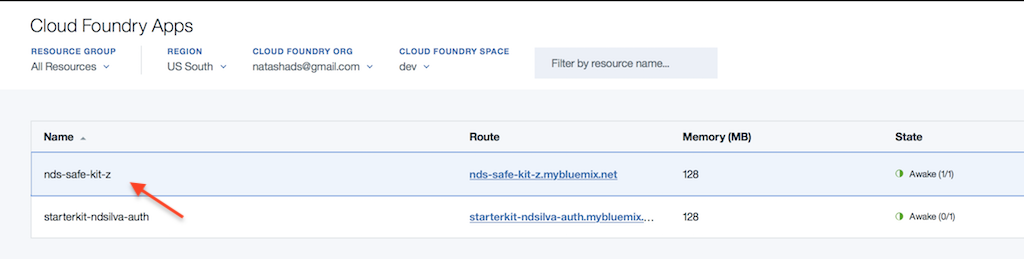 Cloud Foundry Apps
RESOURCE GROUP REGION CLOUD FOUNDRY ORG CLOUD FOUNDRY SPACE
All Resources US South natashads@gmail.com dev Filter by resource name...
Name Route Memory (MB) State
nds-safe-kit-z nds-safe-kit-z.mybluemix.net 128 Awake (1/1)
starterkit-ndsilva-auth starterkit-ndsilva-auth.mybluemix.... 128 Awake (0/1)